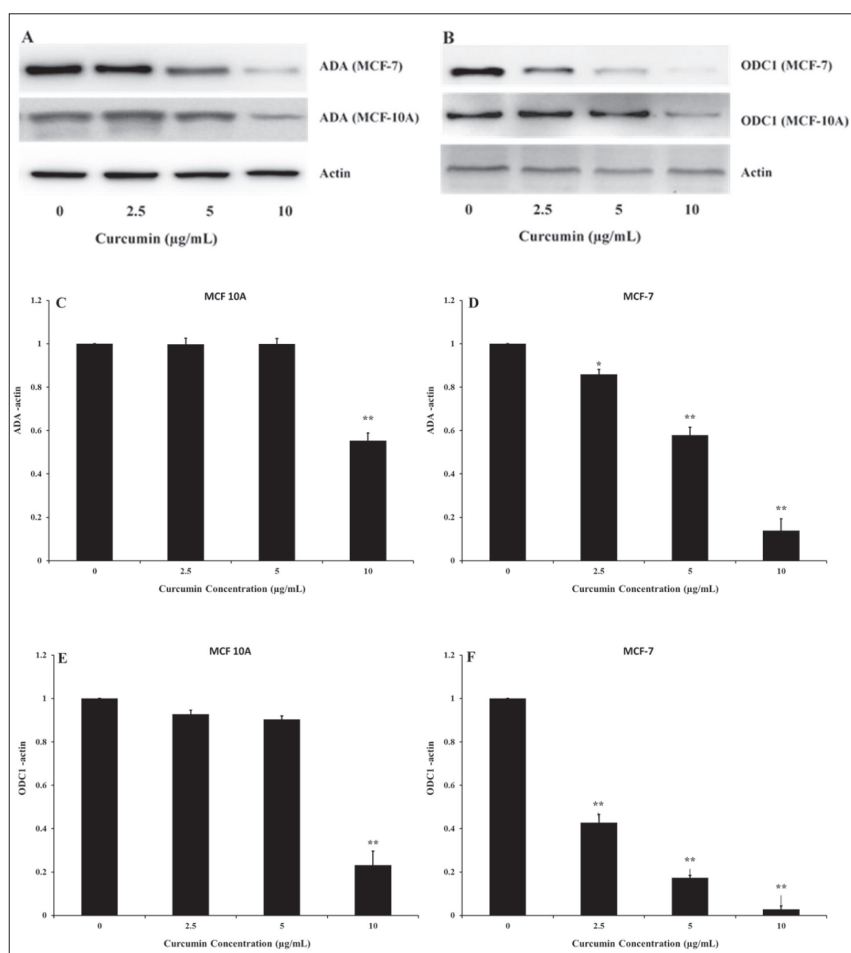 A
ADA (MCF-7)
ADA (MCF-10A)
Actin
0 2.5 5 10
Curcumin (µg/mL)
B
ODC1 (MCF-7)
ODC1 (MCF-10A)
Actin
0 2.5 5 10
Curcumin (µg/mL)
C
MCF 10A
1.2
1
0.8
0.6
0.4
0.2
0
ADA -actin
**
0 2.5 5 10
Curcumin Concentration (µg/mL)
D
MCF-7
1.2
1
0.8
0.6
0.4
0.2
0
ADA -actin
*
**
**
0 2.5 5 10
Curcumin Concentration (µg/mL)
E
MCF 10A
1.2
1
0.8
0.6
0.4
0.2
0
ODC1 -actin
**
0 2.5 5 10
Curcumin Concentration (µg/mL)
F
MCF-7
1.2
1
0.8
0.6
0.4
0.2
0
ODC1 -actin
**
**
**
0 2.5 5 10
Curcumin Concentration (µg/mL)